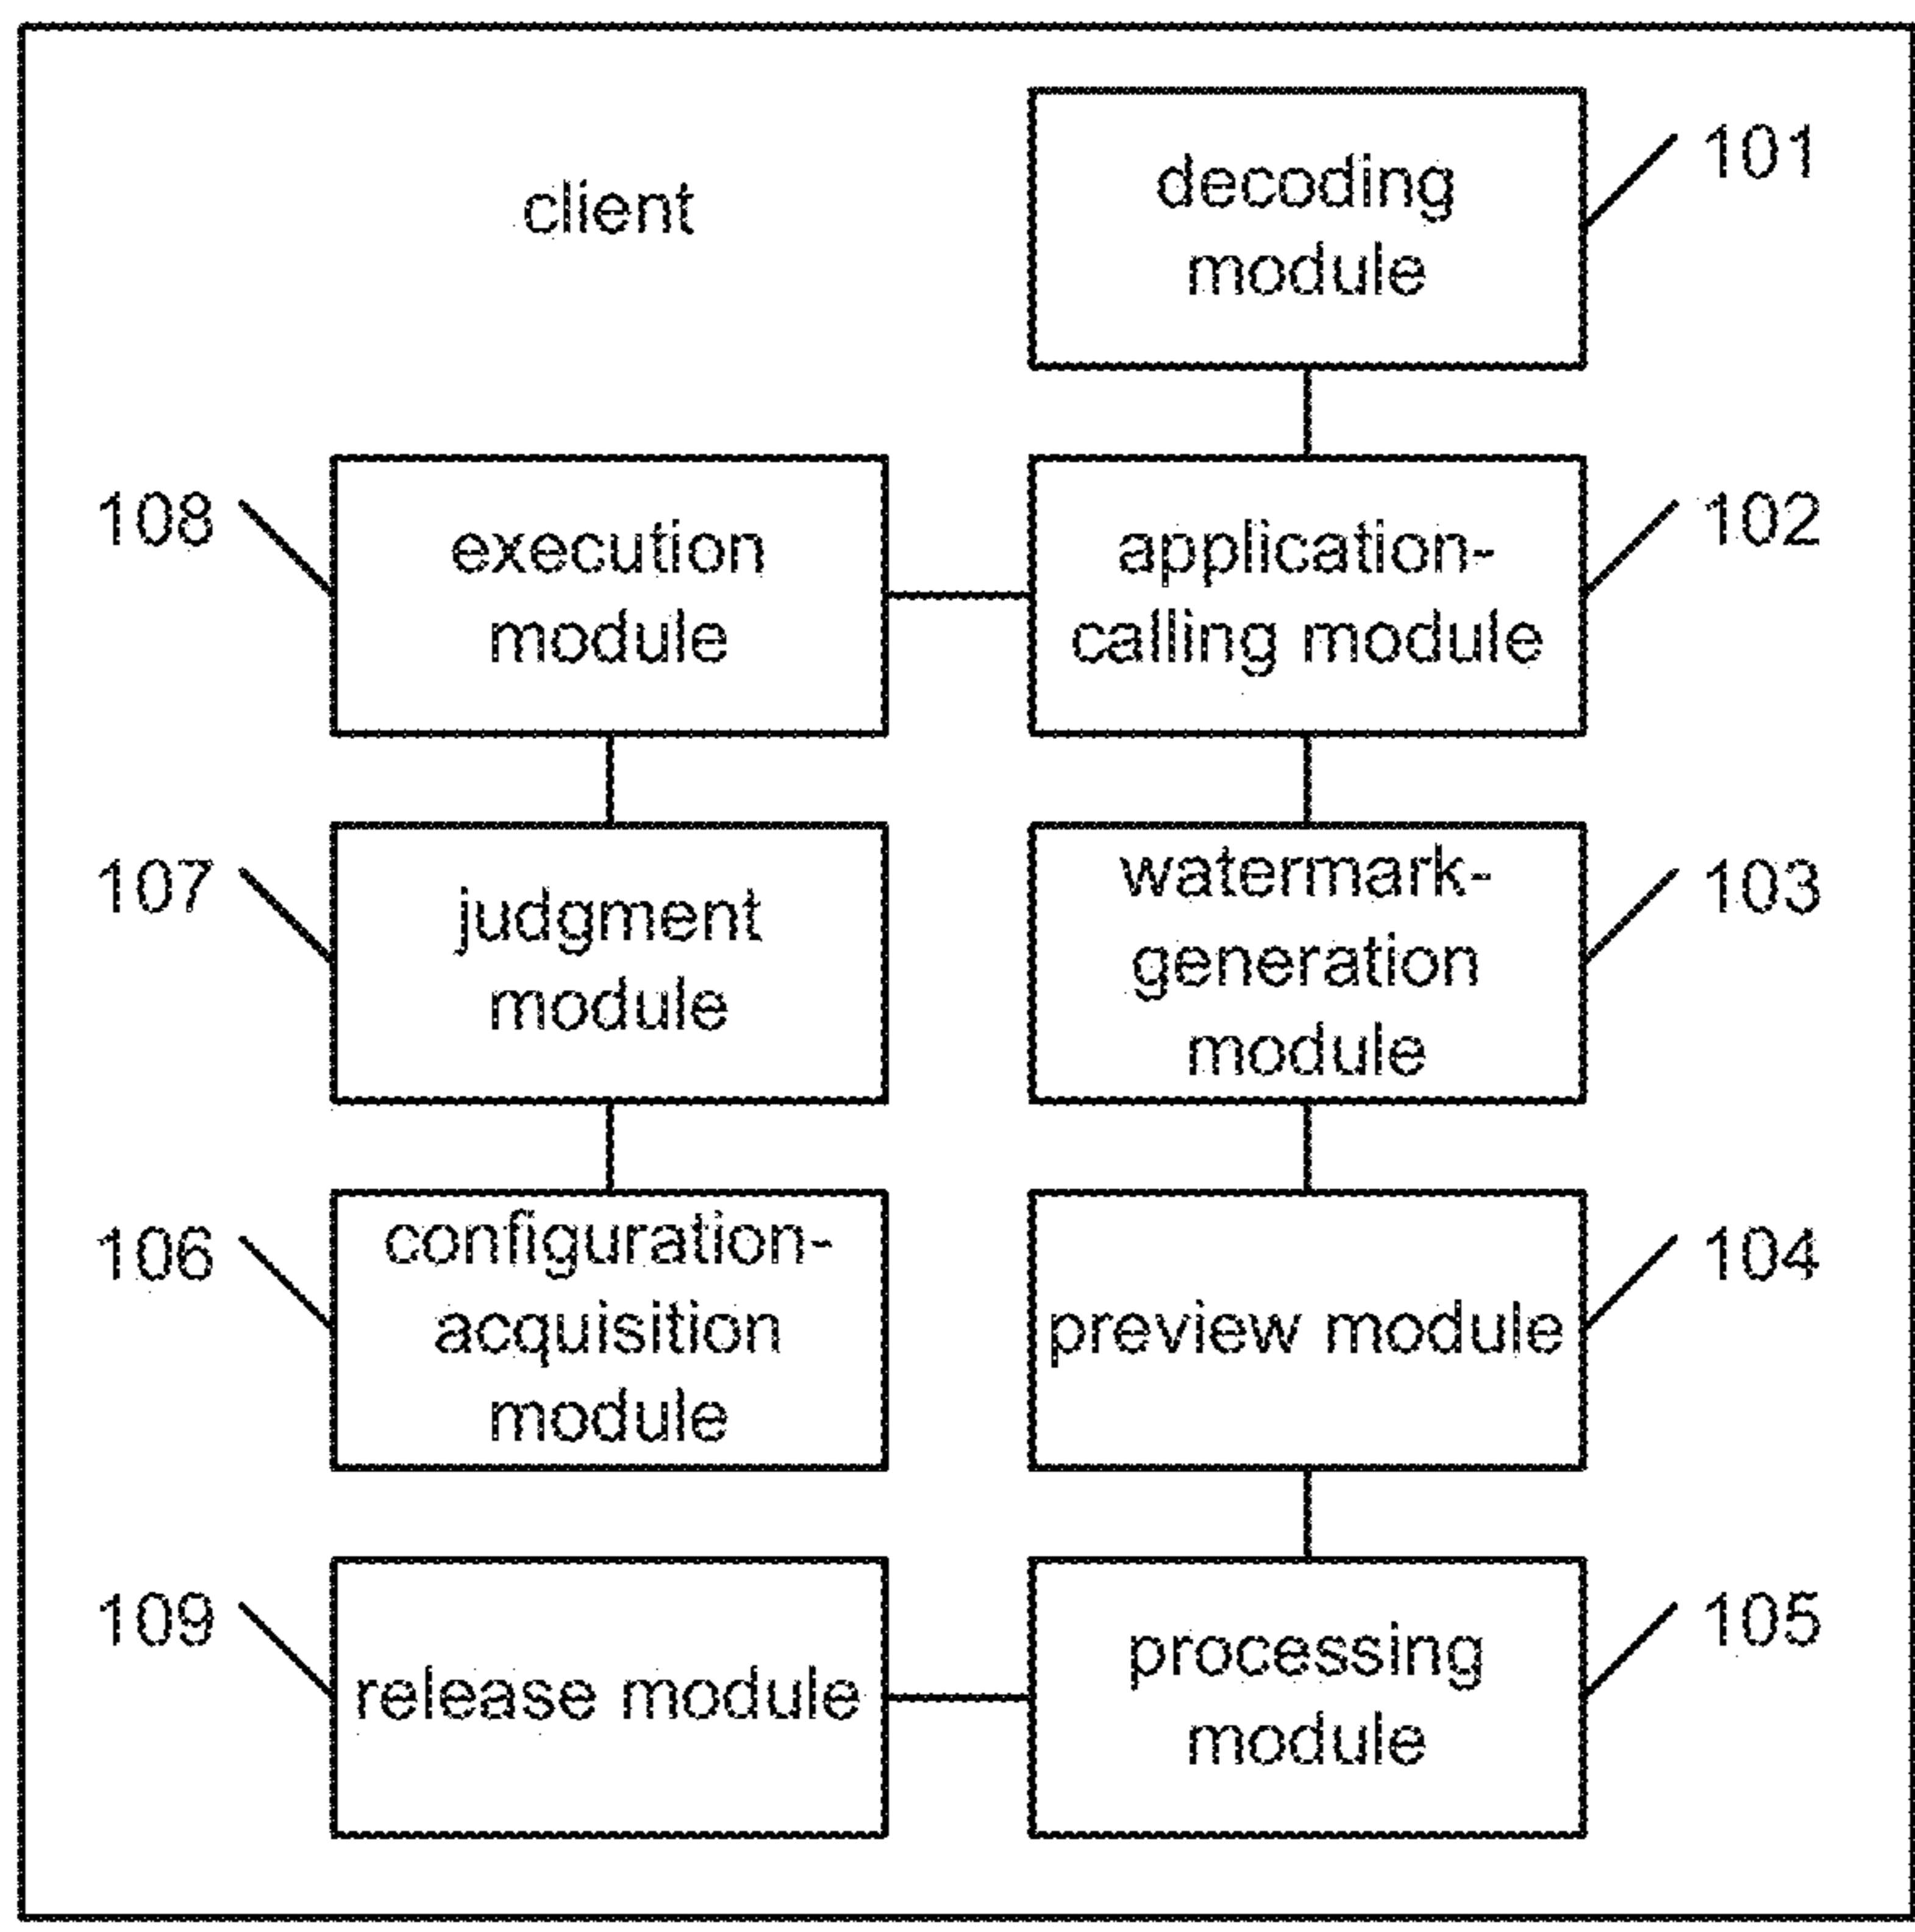 client
decoding
module
101
108
execution
module
application-
calling module
102
107
judgment
module
watermark-
generation
module
103
106
configuration-
acquisition
module
preview module
104
109
release module
processing
module
105